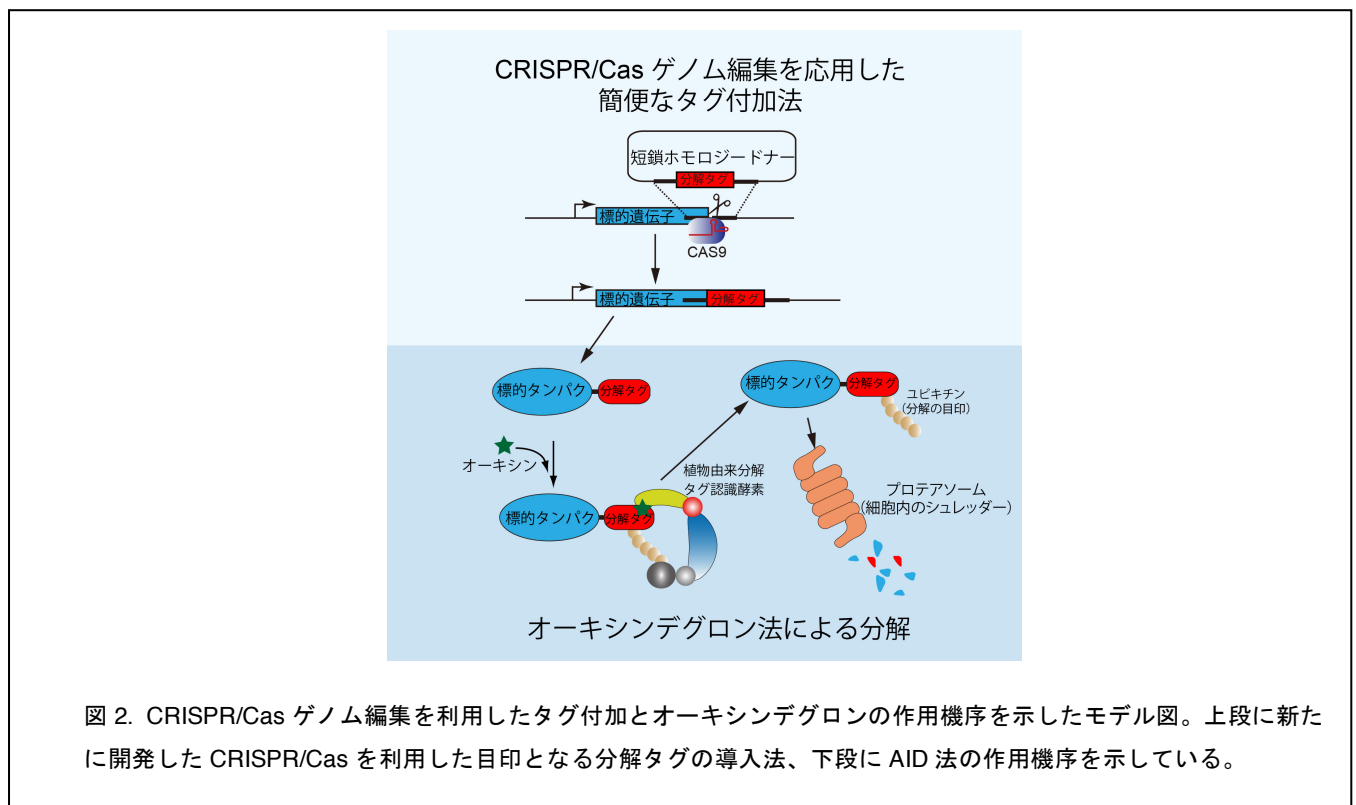 CRISPR/Cas ゲノム編集を応用した
簡便なタグ付加法
短鎖ホモロジードナー
分解タグ
標的遺伝子
CAS9
標的遺伝子
分解タグ
標的タンパク
分解タグ
オーキシン
標的タンパク
分解タグ
植物由来分解
タグ認識酵素
標的タンパク
分解タグ
ユビキチン
(分解の目印)
プロテアソーム
(細胞内のシュレッダー)
オーキシンデグロン法による分解
図 2. CRISPR/Cas ゲノム編集を利用したタグ付加とオーキシンデグロンの作用機序を示したモデル図。上段に新た
に開発した CRISPR/Cas を利用した目印となる分解タグの導入法、下段に AID 法の作用機序を示している。